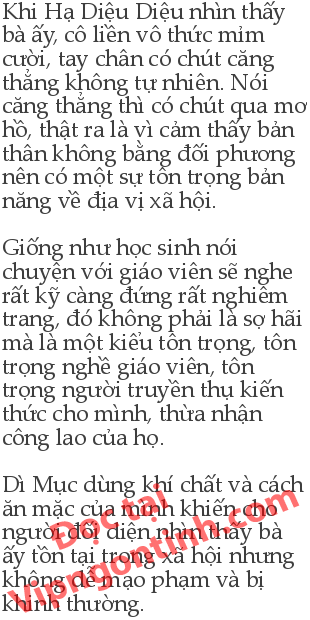 Khi Hạ Diệu Diệu nhìn thấy
bà ấy, cô liền vô thức mỉm
cười, tay chân có chút căng
thẳng không tự nhiên. Nói
căng thẳng thì có chút qua mơ
hồ, thật ra là vì cảm thấy bản
thân không bằng đối phương
nên có một sự tôn trọng bản
năng về địa vị xã hội.
Giống như học sinh nói
chuyện với giáo viên sẽ nghe
rất kỹ càng đứng rất nghiêm
trang, đó không phải là sợ hãi
mà là một kiểu tôn trọng, tôn
trọng nghề giáo viên, tôn
trọng người truyền thụ kiến
thức cho mình, thừa nhận
công lao của họ.
Dì Mục dùng khí chất và cách
ăn mặc của mình khiến cho
người đối diện nhìn thấy bà
ấy tồn tại trong xã hội nhưng
không dễ mạo phạm và bị
khinh thường.
Đọc tại
Vipngontinh.com